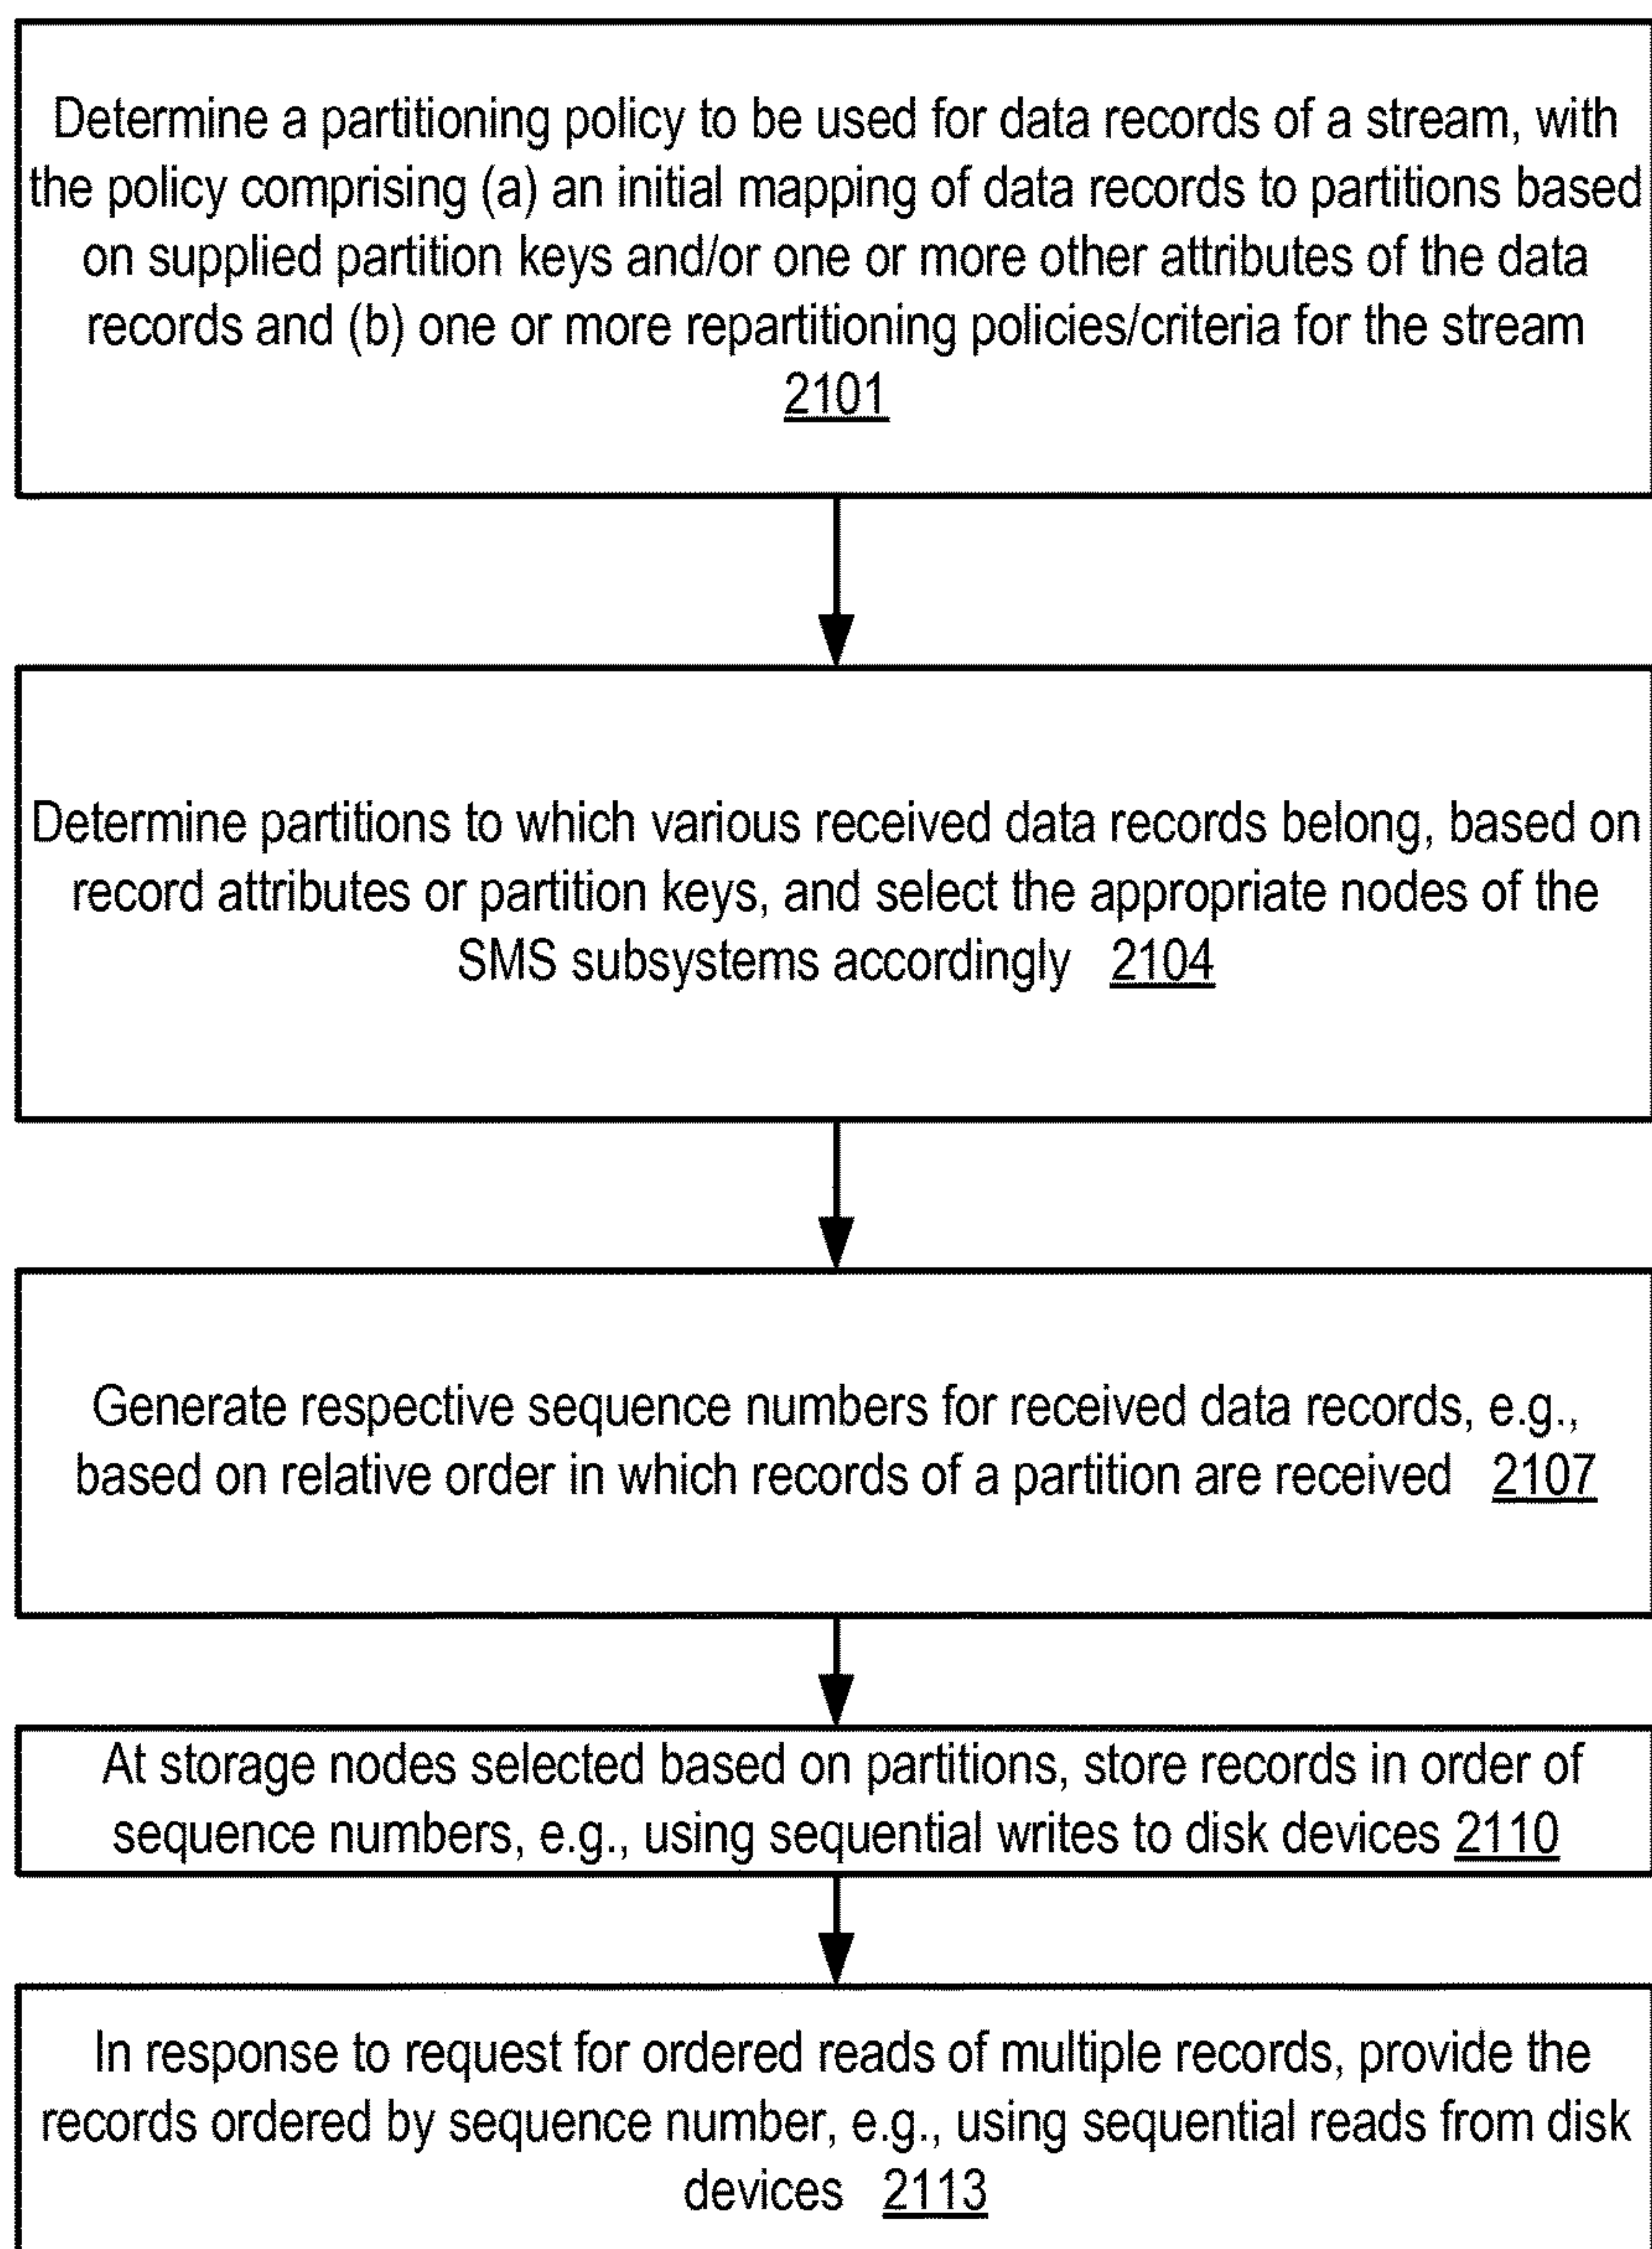 Determine a partitioning policy to be used for data records of a stream, with
the policy comprising (a) an initial mapping of data records to partitions based
on supplied partition keys and/or one or more other attributes of the data
records and (b) one or more repartitioning policies/criteria for the stream
2101
Determine partitions to which various received data records belong, based on
record attributes or partition keys, and select the appropriate nodes of the
SMS subsystems accordingly 2104
Generate respective sequence numbers for received data records, e.g.,
based on relative order in which records of a partition are received 2107
At storage nodes selected based on partitions, store records in order of
sequence numbers, e.g., using sequential writes to disk devices 2110
In response to request for ordered reads of multiple records, provide the
records ordered by sequence number, e.g., using sequential reads from disk
devices 2113